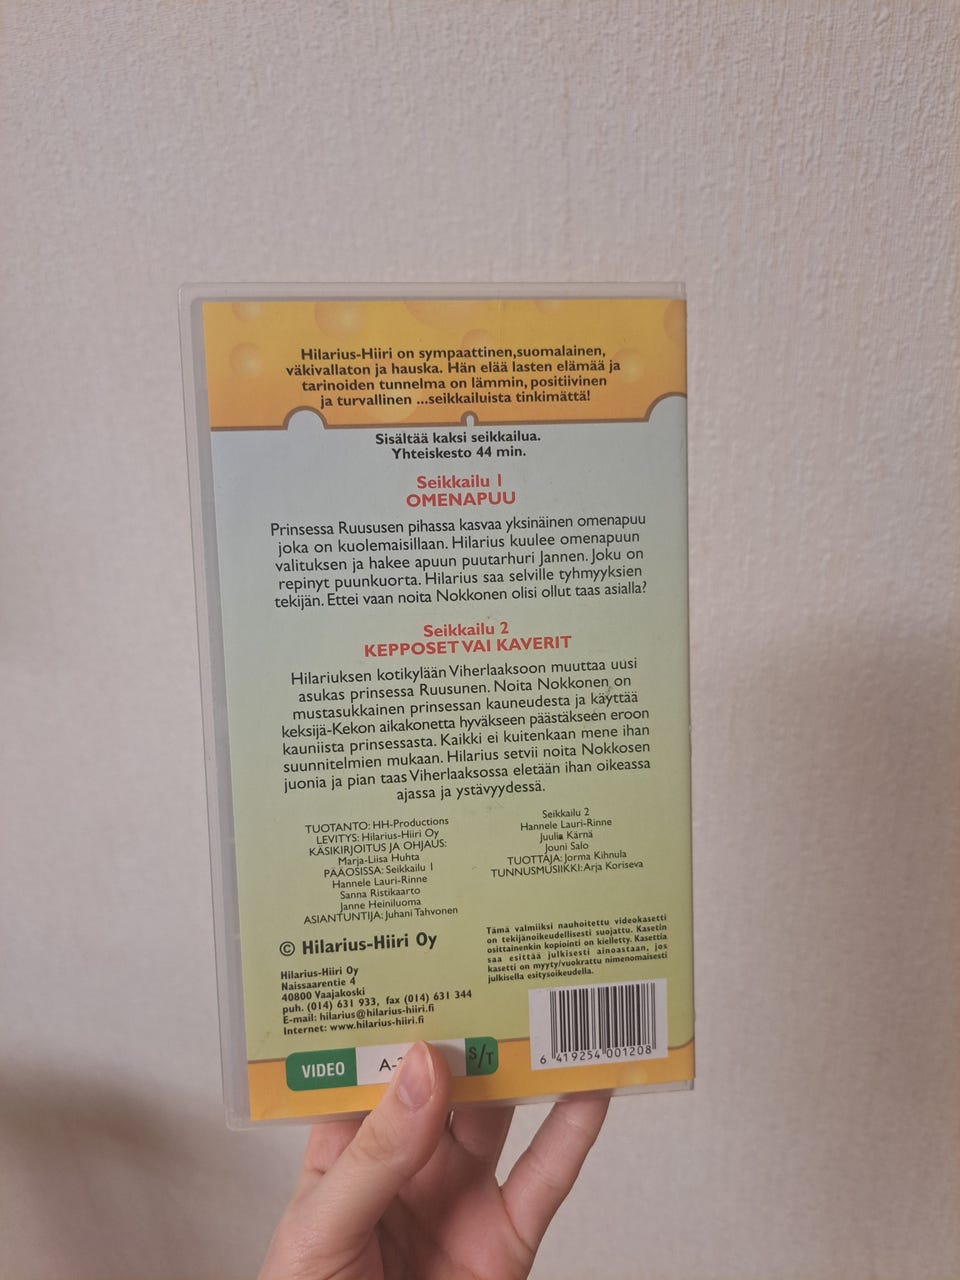 Hilarius-Hiiri on sympaattinen,suomalainen,
väkivallaton ja hauska. Hän elää lasten elämää ja
tarinoiden tunnelma on lämmin, positiivinen
ja turvallinen ...seikkailuista tinkimättä!
Sisältää kaksi seikkailua.
Yhteiskesto 44 min.
Seikkailu 1
OMENAPUU
Prinsessa Ruususen pihassa kasvaa yksinäinen omenapuu
joka on kuolemaisillaan. Hilarius kuulee omenapuun
valituksen ja hakee apuun puutarhuri Jannen. Joku on
repinyt puunkuorta. Hilarius saa selville tyhmyyksien
tekijän. Ettei vaan noita Nokkonen olisi ollut taas asialla?
Seikkailu 2
KEPPOSET VAI KAVERIT
Hilariuksen kotikylään Viherlaaksoon muuttaa uusi
asukas prinsessa Ruusunen. Noita Nokkonen on
mustasukkainen prinsessan kauneudesta ja käyttää
keksijä-Kekon aikakonetta hyväkseen päästäkseen eroon
kauniista prinsessasta. Kaikki ei kuitenkaan mene ihan
suunnitelmien mukaan. Hilarius setvii noita Nokkosen
juonia ja pian taas Viherlaaksossa eletään ihan oikeassa
ajassa ja ystävyydessä.
TUOTANTO: HH-Productions
LEVITYS: Hilarius-Hiiri Oy
KÄSIKIRJOITUS JA OHJAUS:
Marja-Liisa Huhta
PÄÄOSISSA: Seikkailu 1
Hannele Lauri-Rinne
Sanna Ristikaarto
Janne Heiniluoma
ASIANTUNTIJA: Juhani Tahvonen
Seikkailu 2
Hannele Lauri-Rinne
Juulia Kärnä
Jouni Salo
TUOTTAJA: Jorma Kihnula
TUNNUSMUSIIKKI: Arja Koriseva
© Hilarius-Hiiri Oy
Hilarius-Hiiri Oy
Naissaarentie 4
40800 Vaajakoski
puh. (014) 631 933, fax (014) 631 344
E-mail: hilarius@hilarius-hiiri.fi
Internet: www.hilarius-hiiri.fi
Tämä valmiiksi nauhoitettu videokasetti
on tekijänoikeudellisesti suojattu. Kasetin
osittainenkin kopiointi on kielletty. Kasettia
saa esittää julkisesti ainoastaan, jos
kasetti on myyty/vuokrattu nimenomaisesti
julkisella esitysoikeudella.
VIDEO
A-
S/T
6 419254 001208